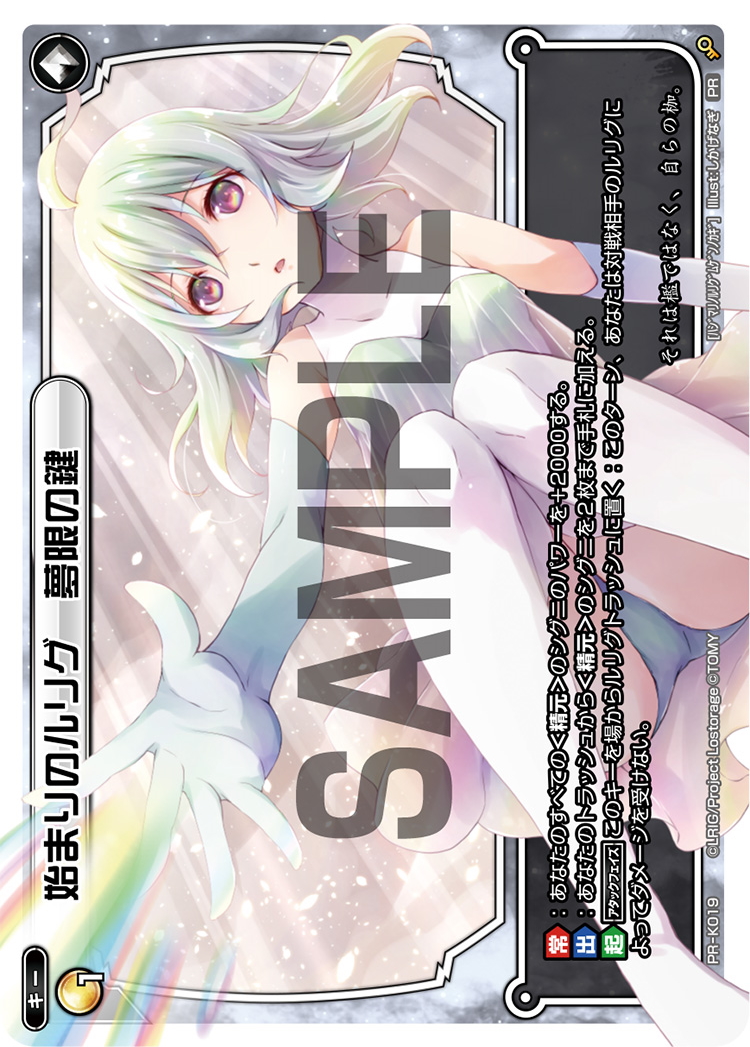 キー
1
始まりのルリグ　夢限の鍵
SAMPLE
常：あなたのすべての＜精元＞のシグニのパワーを＋2000する。
出：あなたのトラッシュから＜精元＞のシグニを２枚まで手札に加える。
起 アタックフェイズ このキーを場からルリグトラッシュに置く：このターン、あなたは対戦相手のルリグに
よってダメージを受けない。
それは檻ではなく、自らの枷。
PR-K019 ©LRIG/Project Lostorage ©TOMY [ﾊｼﾞﾏﾘﾉﾙﾘｸﾞﾑｹﾞﾝﾉｶｷﾞ] Illust:しかげなぎ PR